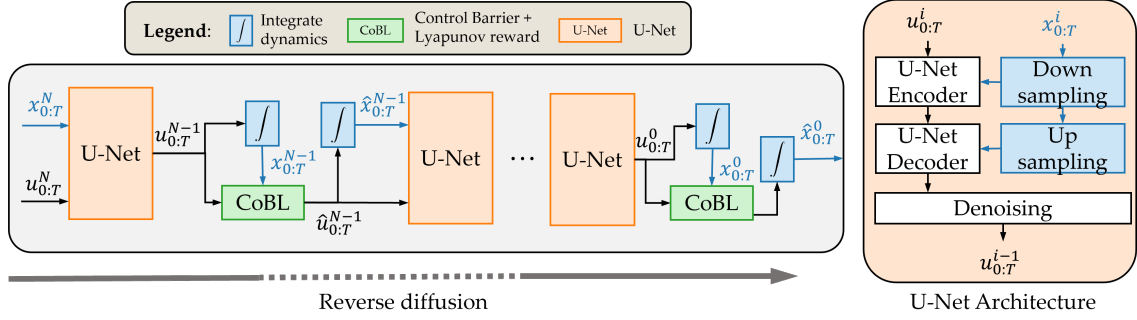 Legend:
∫
Integrate
dynamics
CoBL
Control Barrier +
Lyapunov reward
U-Net
U-Net
x^N_{0:T}
u^N_{0:T}
U-Net
u^{N-1}_{0:T}
∫
x^{N-1}_{0:T}
CoBL
∫
x̂^{N-1}_{0:T}
û^{N-1}_{0:T}
U-Net
...
U-Net
u^0_{0:T}
∫
x^0_{0:T}
CoBL
∫
x̂^0_{0:T}
Reverse diffusion
u^i_{0:T}
x^i_{0:T}
U-Net
Encoder
Down
sampling
U-Net
Decoder
Up
sampling
Denoising
u^{i-1}_{0:T}
U-Net Architecture